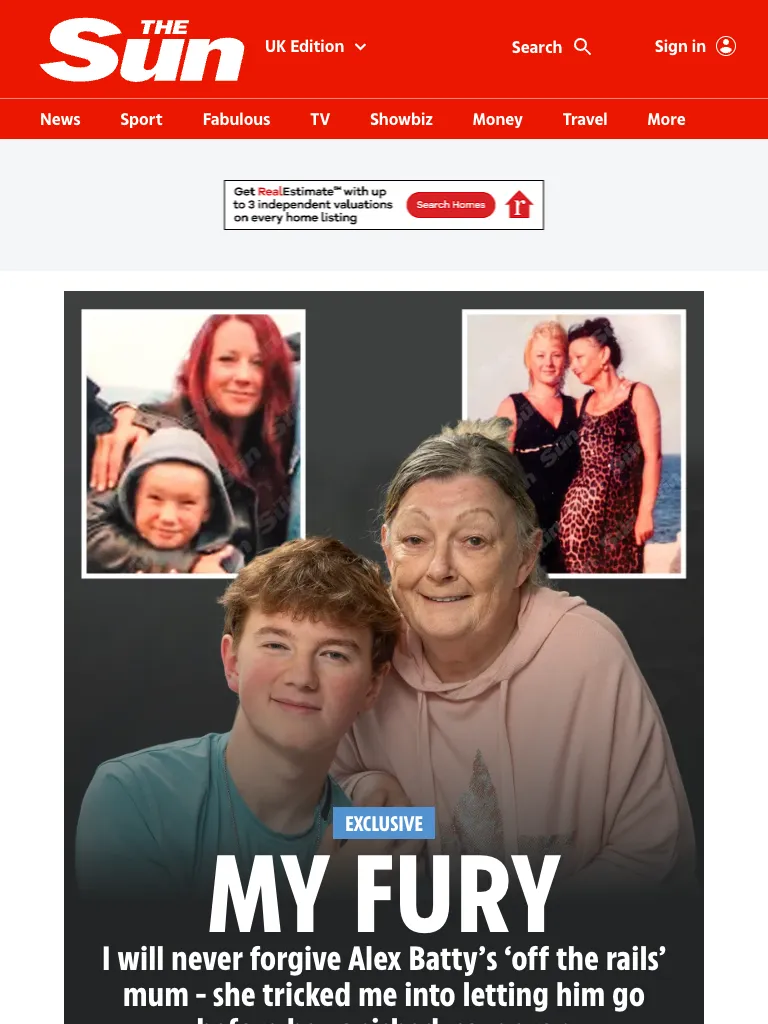 THE
Sun
UK Edition
Search
Sign in
News
Sport
Fabulous
TV
Showbiz
Money
Travel
More
Get RealEstimate℠ with up
to 3 independent valuations
on every home listing
Search Homes
r
EXCLUSIVE
MY FURY
I will never forgive Alex Batty’s ‘off the rails’
mum - she tricked me into letting him go